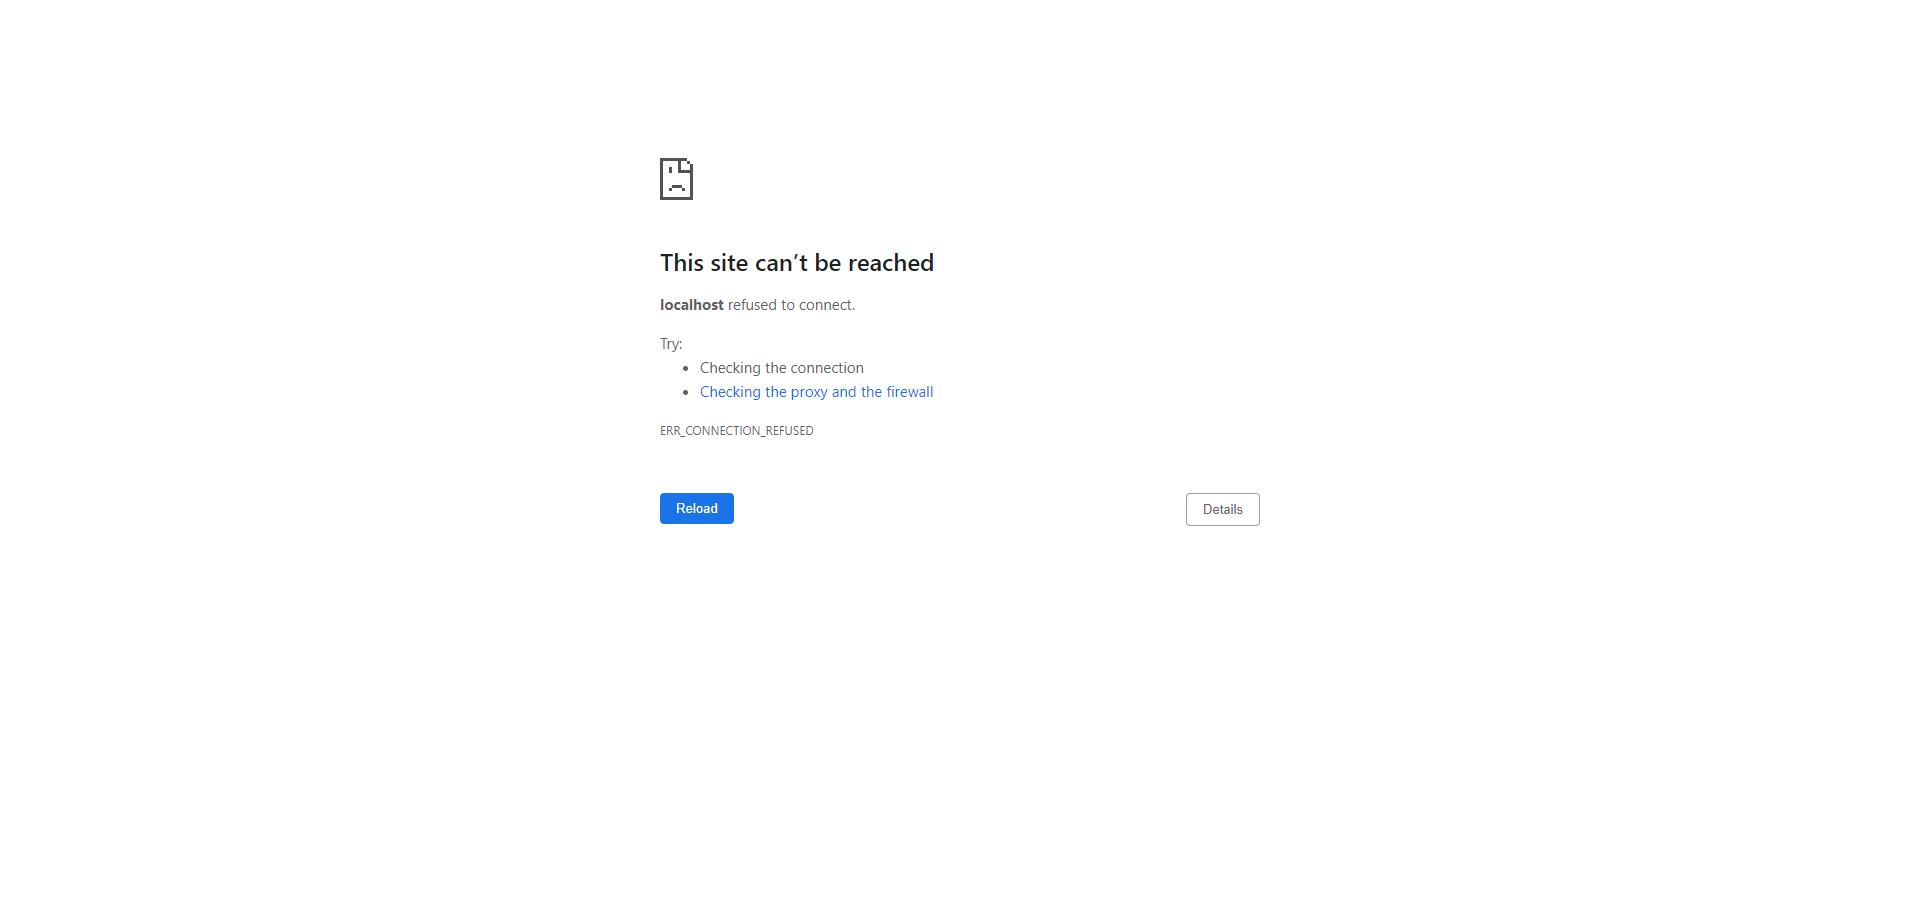 This site can’t be reached
localhost refused to connect.
Try:
Checking the connection
Checking the proxy and the firewall
ERR_CONNECTION_REFUSED
Reload
Details